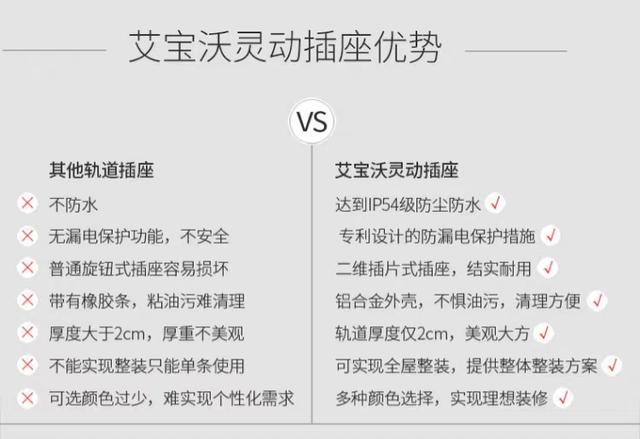 艾宝沃灵动插座优势
VS
其他轨道插座
不防水
无漏电保护功能，不安全
普通旋钮式插座容易损坏
带有橡胶条，粘油污难清理
厚度大于2cm，厚重不美观
不能实现整装只能单条使用
可选颜色过少，难实现个性化需求
艾宝沃灵动插座
达到IP54级防尘防水
专利设计的防漏电保护措施
二维插片式插座，结实耐用
铝合金外壳，不惧油污，清理方便
轨道厚度仅2cm，美观大方
可实现全屋整装，提供整体整装方案
多种颜色选择，实现理想装修